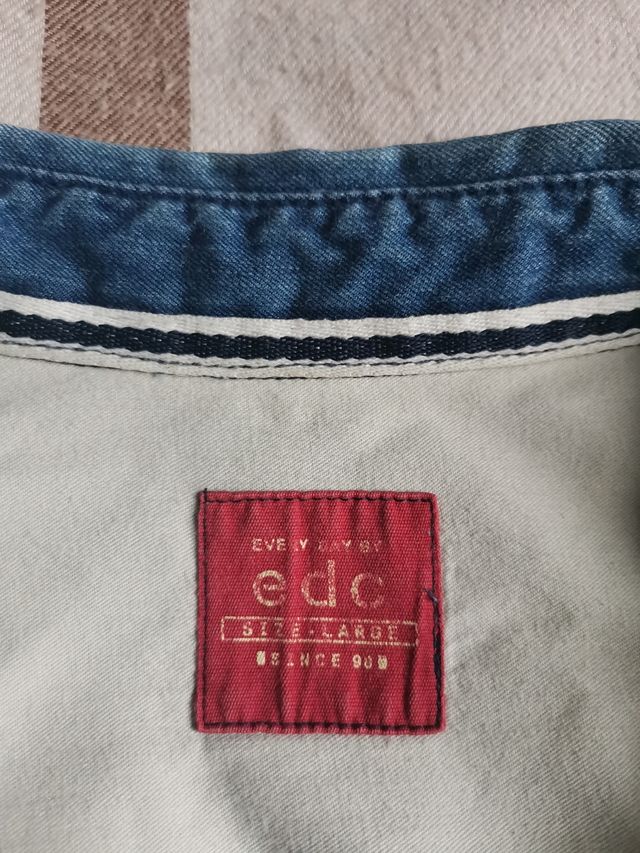 EVERY DAY BY
edc
SIZE-LARGE
SINCE 98